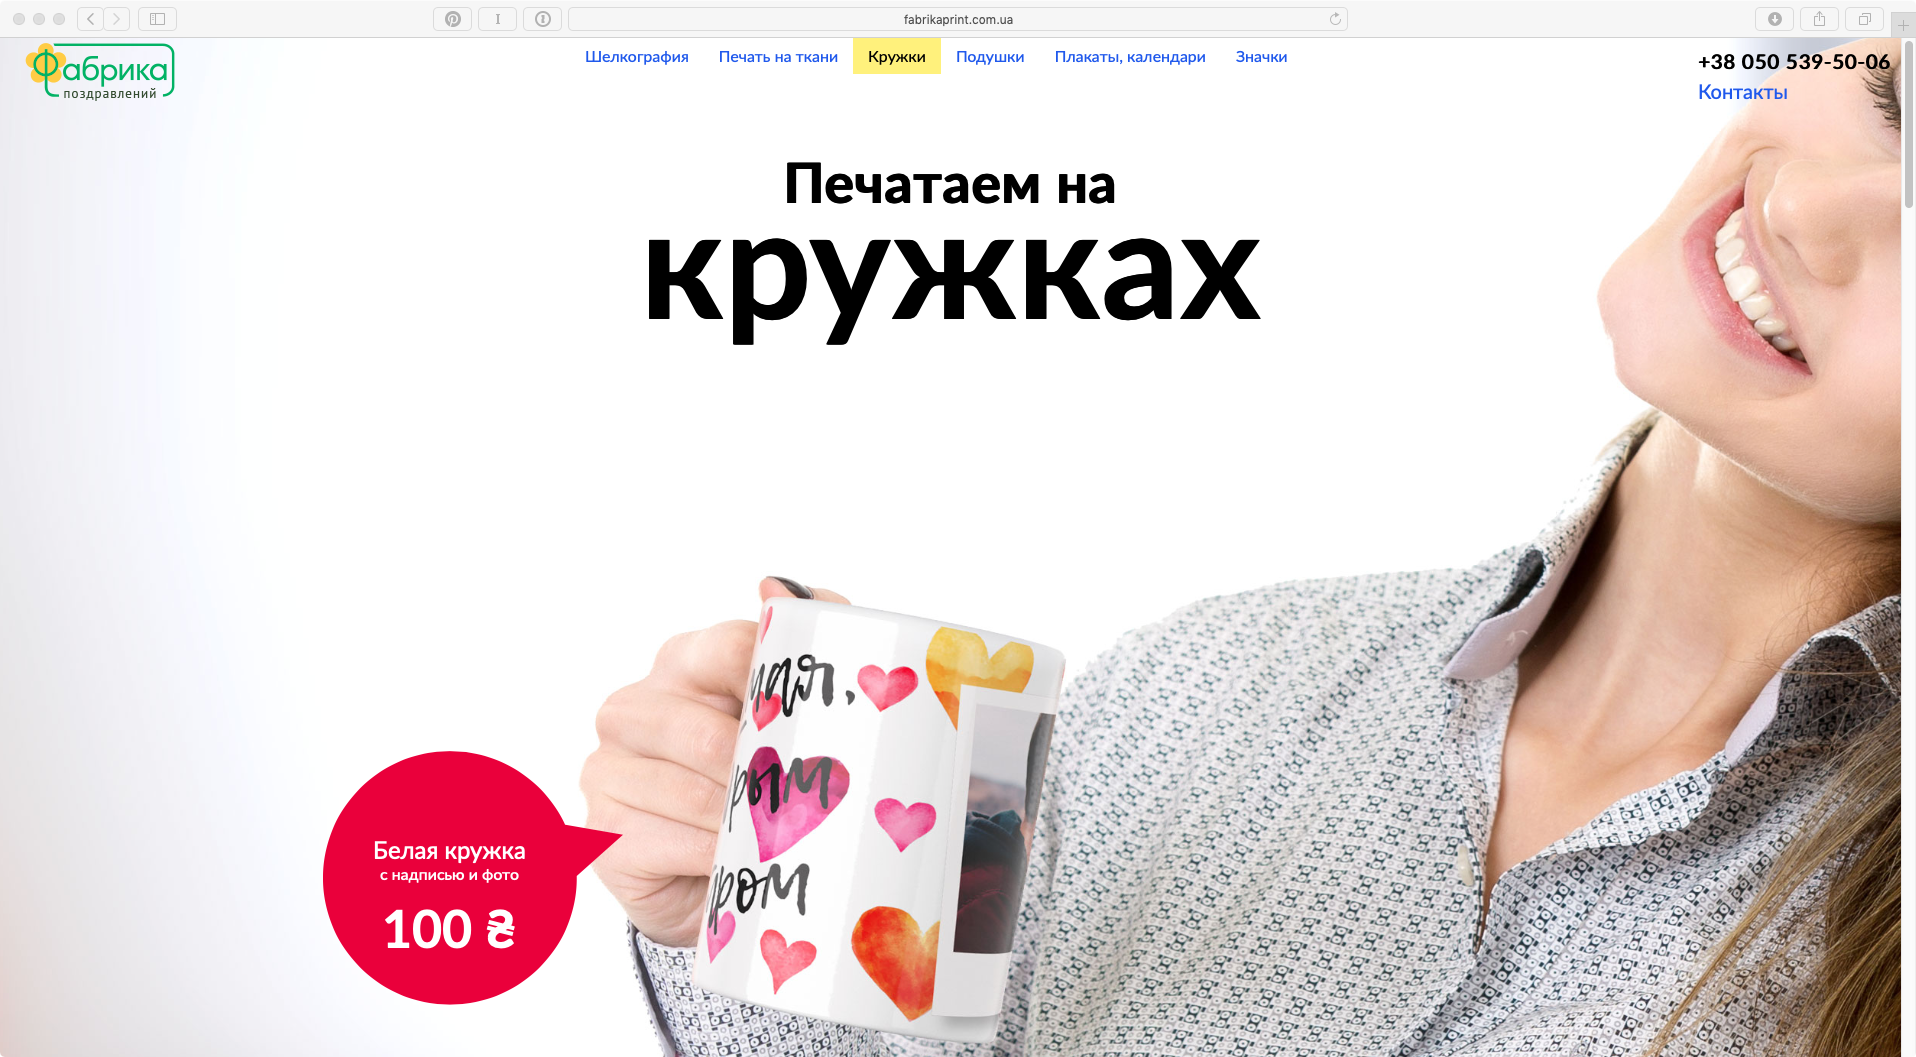 fabrikaprint.com.ua
Фабрика
поздравлений
Шелкография
Печать на ткани
Кружки
Подушки
Плакаты, календари
Значки
+38 050 539-50-06
Контакты
Печатаем на
кружках
Белая кружка
с надписью и фото
100 ₴